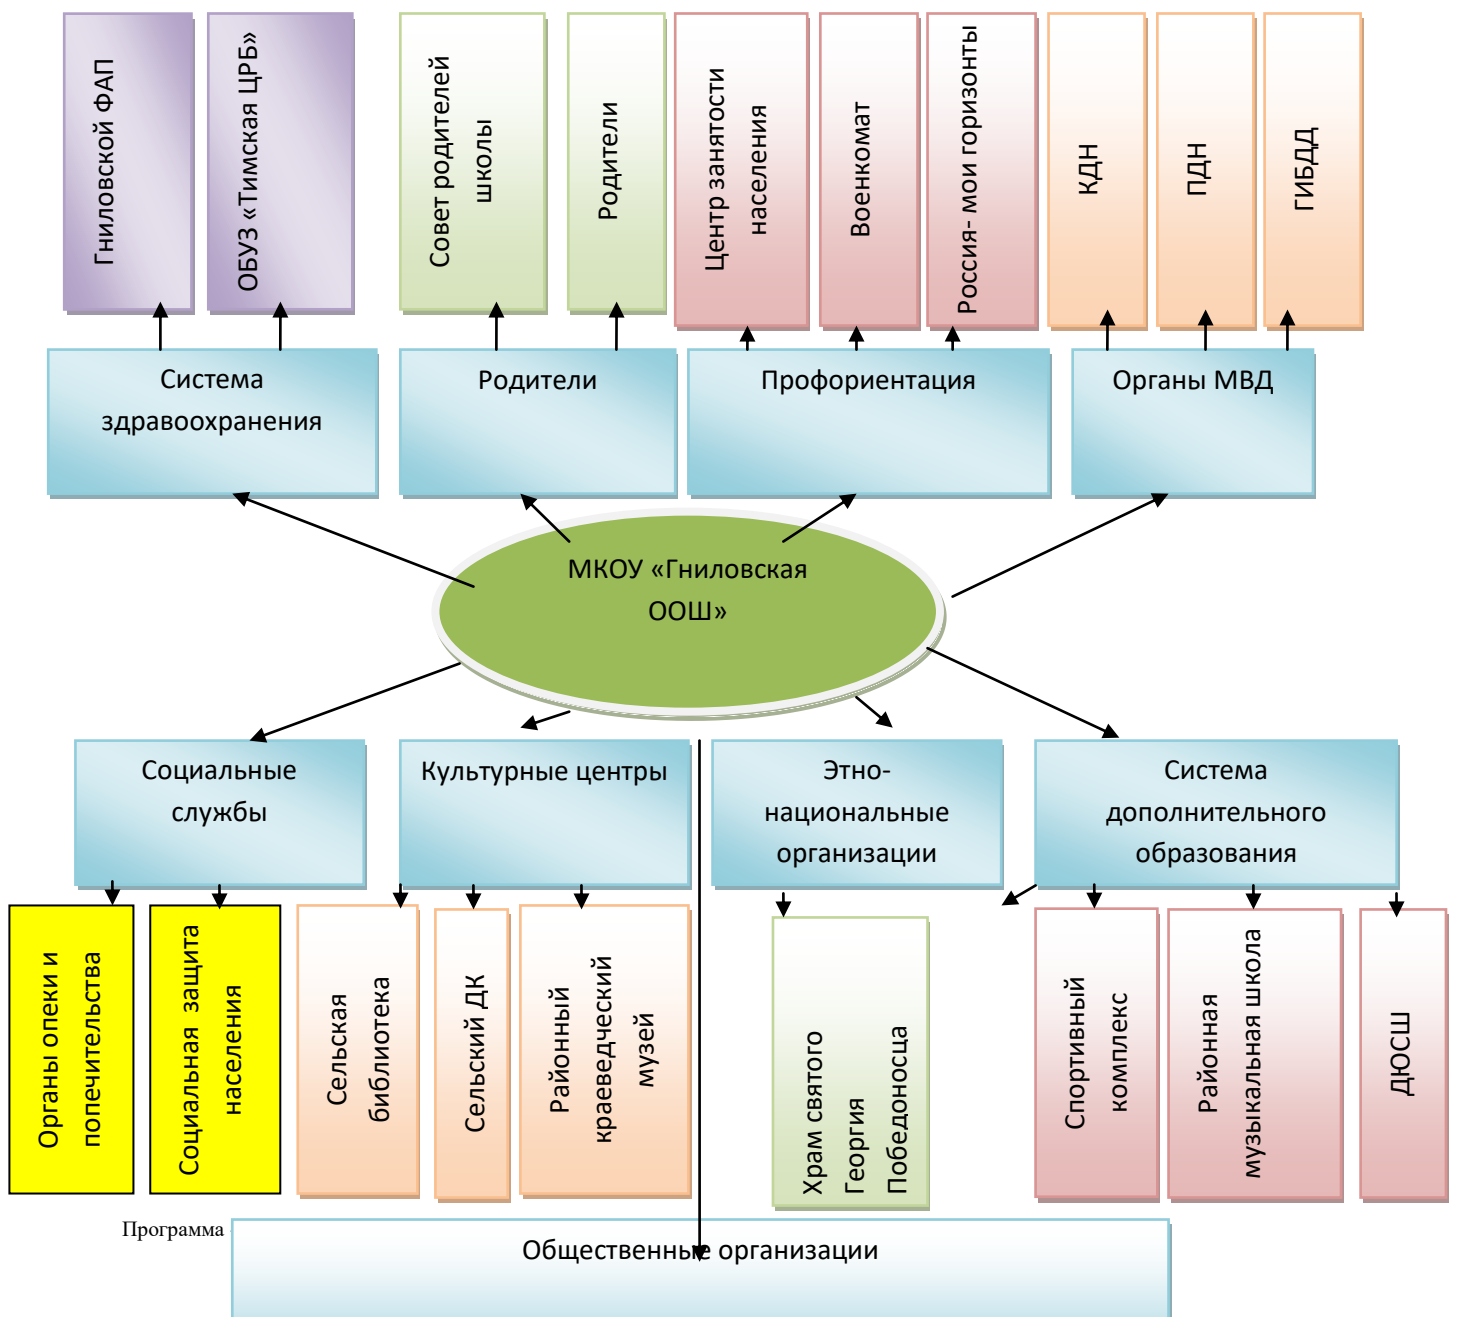 Гниловской ФАП
ОБУЗ «Тимская ЦРБ»
Совет родителей
школы
Родители
Центр занятости
населения
Военкомат
Россия- мои горизонты
КДН
ПДН
ГИБДД
Система
здравоохранения
Родители
Профориентация
Органы МВД
МКОУ «Гниловская
ООШ»
Социальные
службы
Культурные центры
Этно-
национальные
организации
Система
дополнительного
образования
Органы опеки и
попечительства
Социальная защита
населения
Сельская
библиотека
Сельский ДК
Районный
краеведческий
музей
Храм святого
Георгия
Победоносца
Спортивный
комплекс
Районная
музыкальная школа
ДЮСШ
Программа
Общественные организации